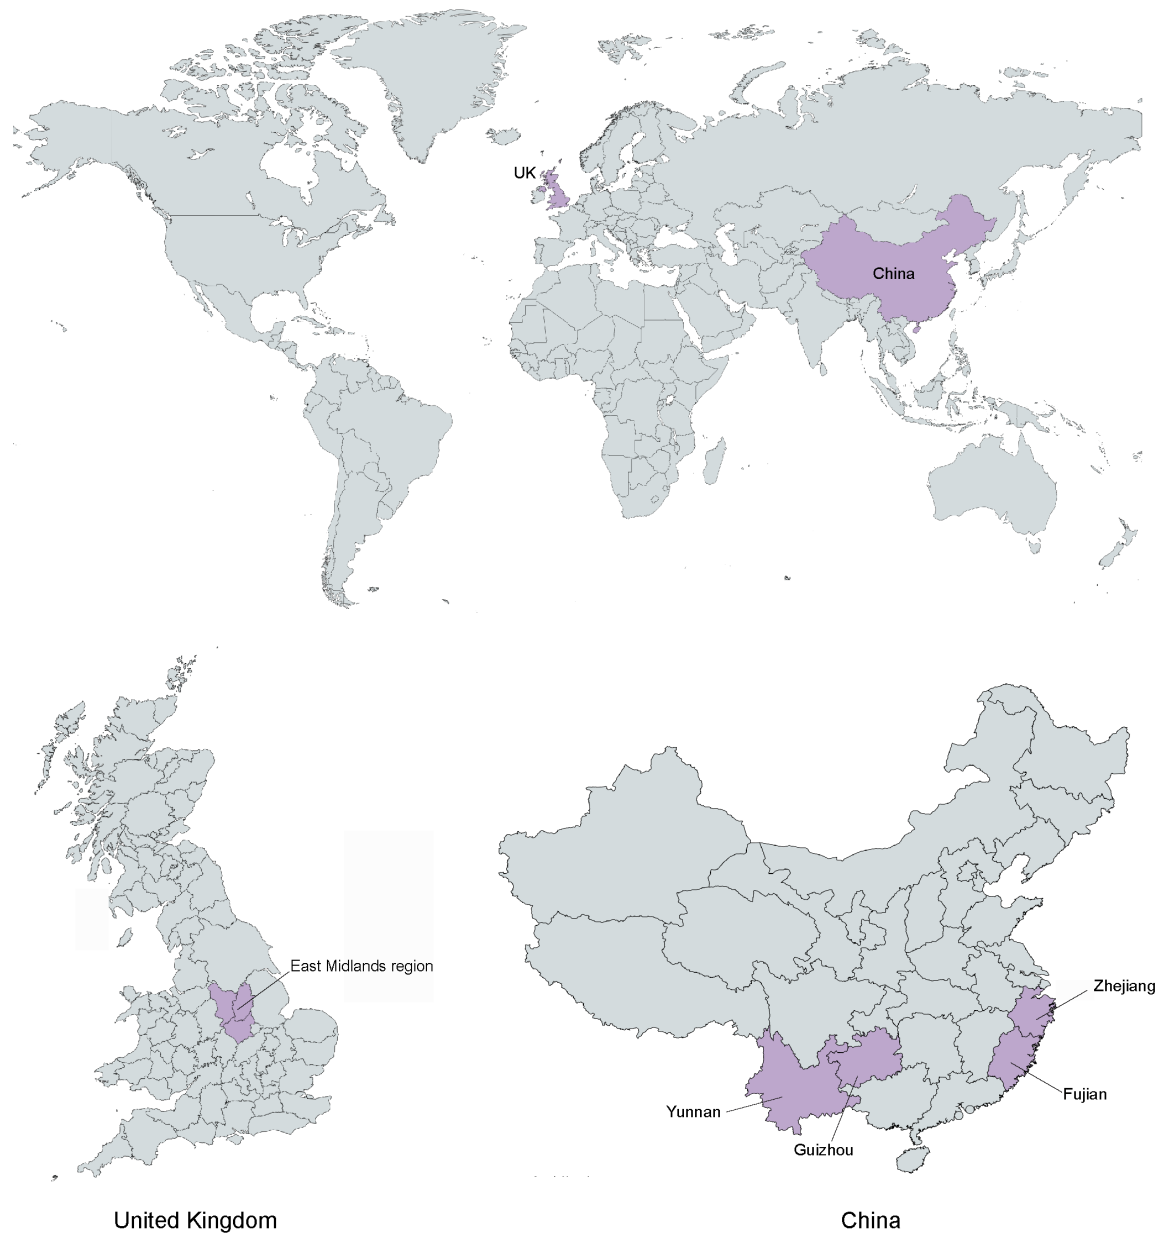 UK
China
East Midlands region
Zhejiang
Fujian
Yunnan
Guizhou
United Kingdom
China